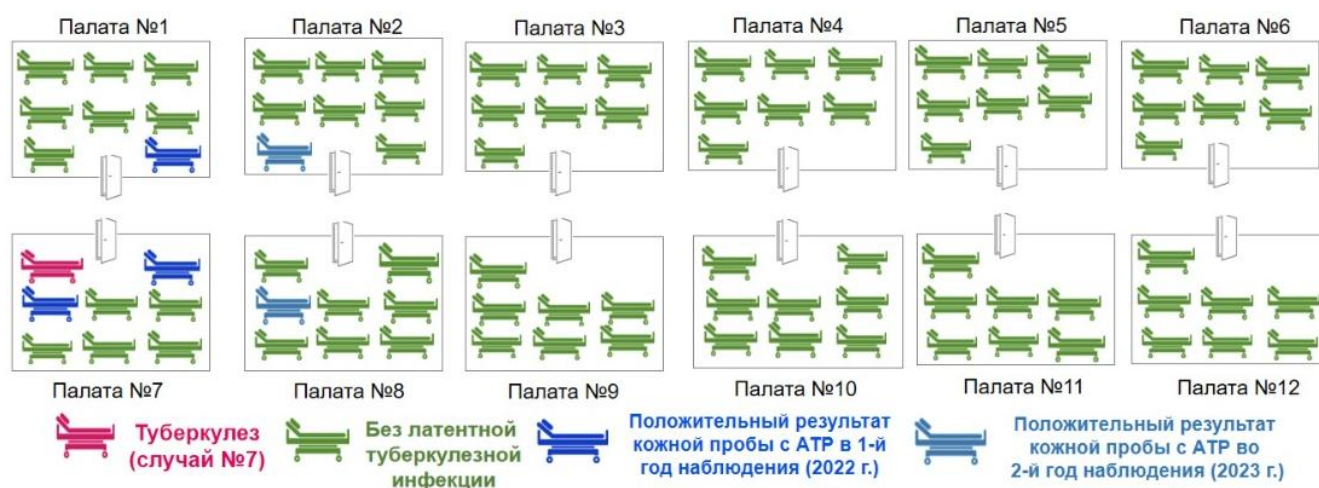 Палата №1
Палата №2
Палата №3
Палата №4
Палата №5
Палата №6
Палата №7
Палата №8
Палата №9
Палата №10
Палата №11
Палата №12
Туберкулез
(случай №7)
Без латентной
туберкулезной
инфекции
Положительный результат
кожной пробы с АТР в 1-й
год наблюдения (2022 г.)
Положительный результат
кожной пробы с АТР во
2-й год наблюдения (2023 г.)